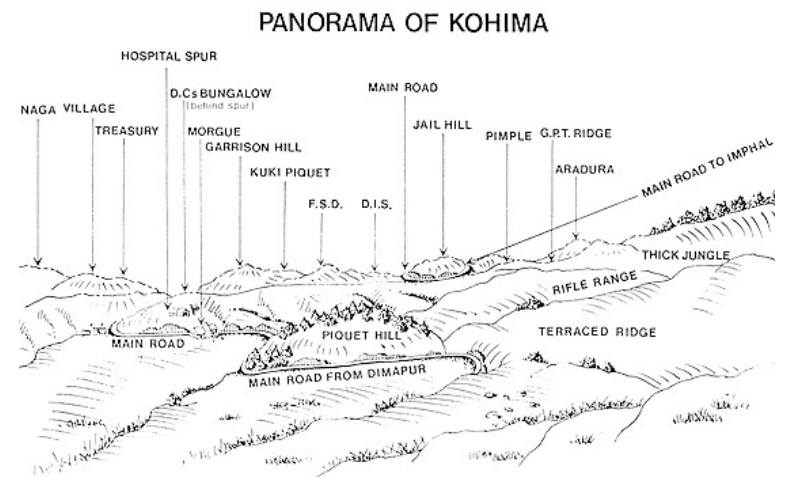 PANORAMA OF KOHIMA
HOSPITAL SPUR
D.Cs BUNGALOW
(behind spur)
MAIN ROAD
NAGA VILLAGE
TREASURY
MORGUE
GARRISON HILL
JAIL HILL
PIMPLE
G.P.T. RIDGE
KUKI PIQUET
ARADURA
MAIN ROAD TO IMPHAL
F.S.D.
D.I.S.
THICK JUNGLE
RIFLE RANGE
PIQUET HILL
TERRACED RIDGE
MAIN ROAD
MAIN ROAD FROM DIMAPUR